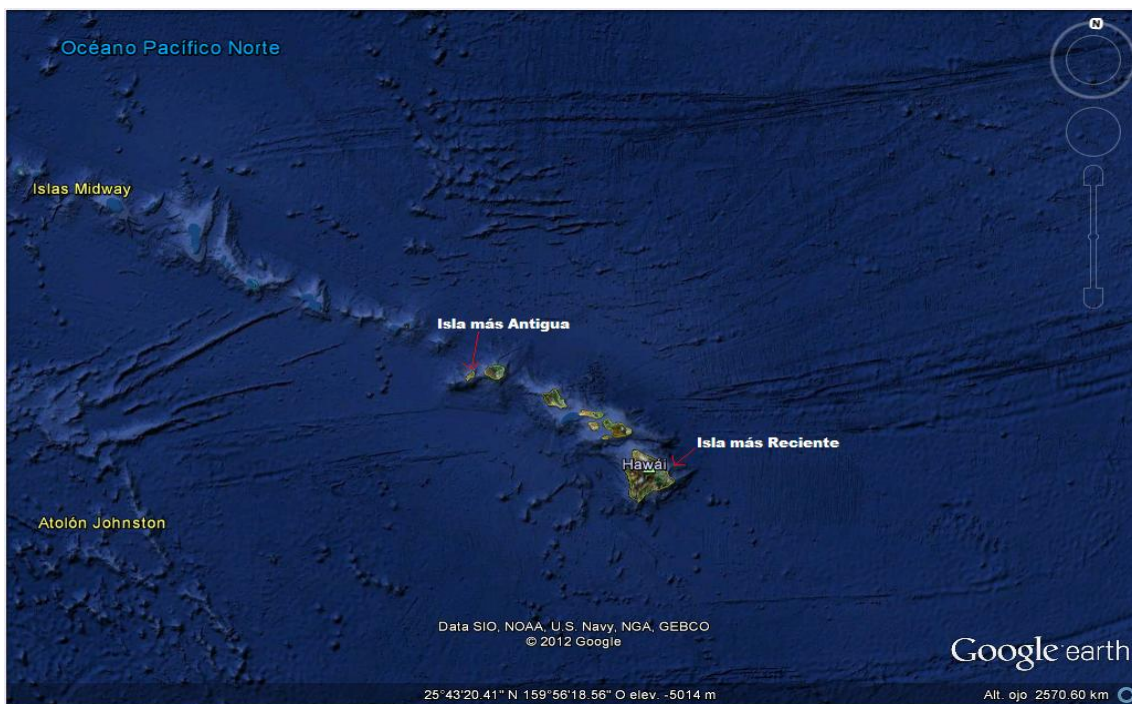 Océano Pacífico Norte
N
Islas Midway
Isla más Antigua
Isla más Reciente
Hawái
Atolón Johnston
Data SIO, NOAA, U.S. Navy, NGA, GEBCO
© 2012 Google
Google earth
25°43'20.41" N 159°56'18.56" O elev. -5014 m
Alt. ojo 2570.60 km